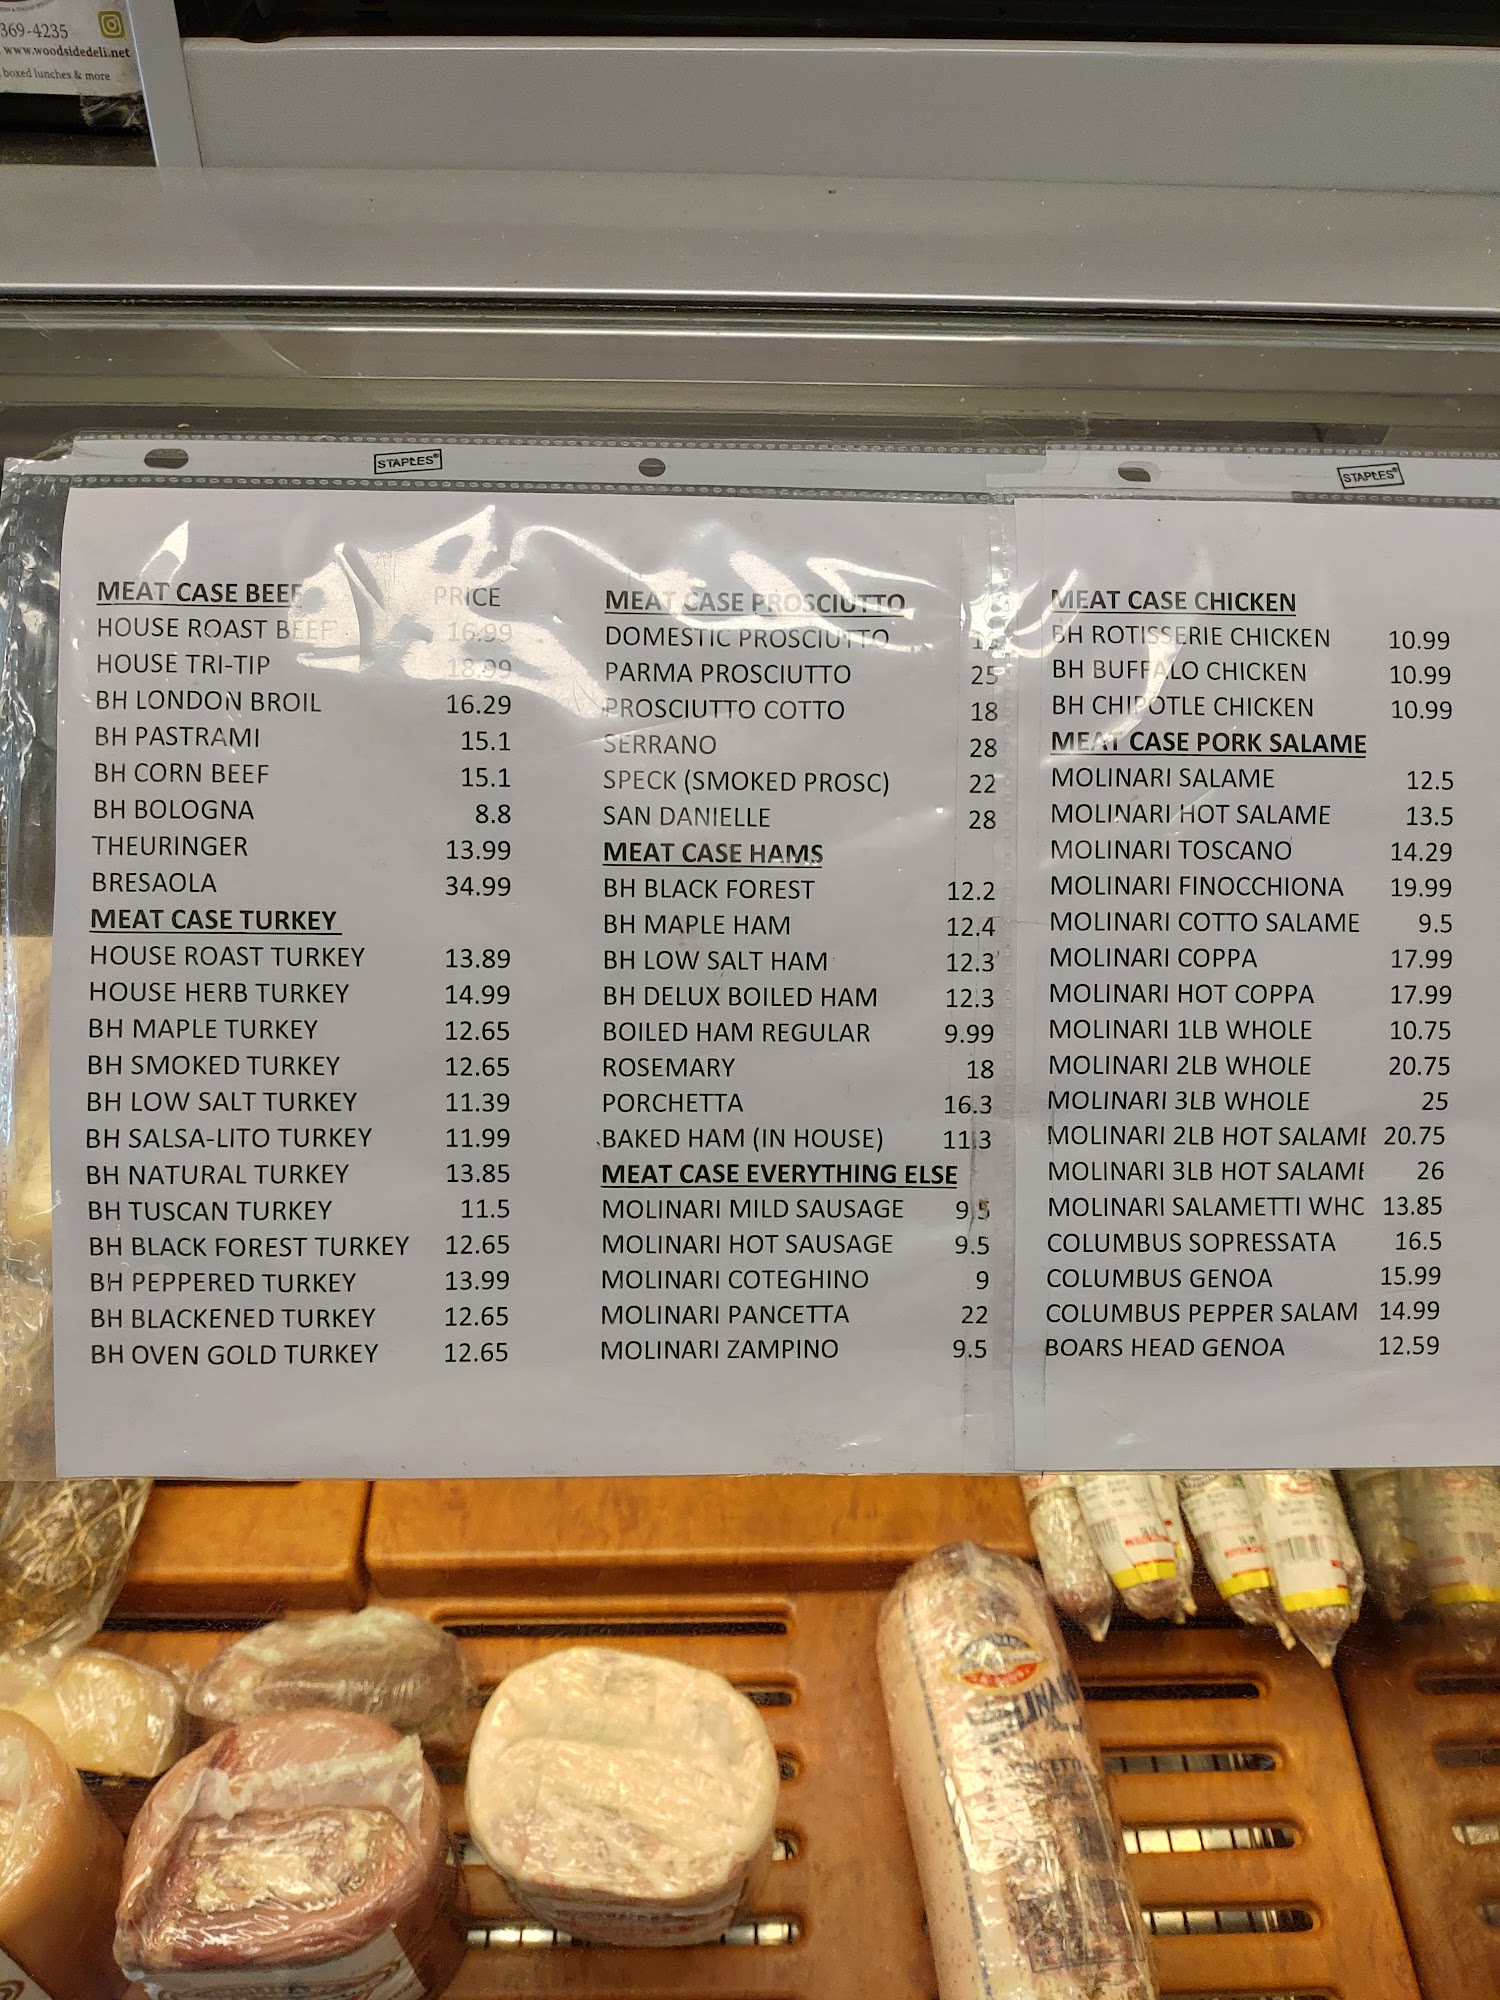 369-4235
www.woodsidedeli.net
boxed lunches & more
STAPLES®
STAPLES®
MEAT CASE BEEF PRICE
HOUSE ROAST BEEF 16.99
HOUSE TRI-TIP 18.99
BH LONDON BROIL 16.29
BH PASTRAMI 15.1
BH CORN BEEF 15.1
BH BOLOGNA 8.8
THEURINGER 13.99
BRESAOLA 34.99
MEAT CASE TURKEY
HOUSE ROAST TURKEY 13.89
HOUSE HERB TURKEY 14.99
BH MAPLE TURKEY 12.65
BH SMOKED TURKEY 12.65
BH LOW SALT TURKEY 11.39
BH SALSA-LITO TURKEY 11.99
BH NATURAL TURKEY 13.85
BH TUSCAN TURKEY 11.5
BH BLACK FOREST TURKEY 12.65
BH PEPPERED TURKEY 13.99
BH BLACKENED TURKEY 12.65
BH OVEN GOLD TURKEY 12.65
MEAT CASE PROSCIUTTO
DOMESTIC PROSCIUTTO
PARMA PROSCIUTTO 25
PROSCIUTTO COTTO 18
SERRANO 28
SPECK (SMOKED PROSC) 22
SAN DANIELLE 28
MEAT CASE HAMS
BH BLACK FOREST 12.2
BH MAPLE HAM 12.4
BH LOW SALT HAM 12.3
BH DELUX BOILED HAM 12.3
BOILED HAM REGULAR 9.99
ROSEMARY 18
PORCHETTA 16.3
BAKED HAM (IN HOUSE) 11.3
MEAT CASE EVERYTHING ELSE
MOLINARI MILD SAUSAGE 9.5
MOLINARI HOT SAUSAGE 9.5
MOLINARI COTEGHINO 9
MOLINARI PANCETTA 22
MOLINARI ZAMPINO 9.5
MEAT CASE CHICKEN
BH ROTISSERIE CHICKEN 10.99
BH BUFFALO CHICKEN 10.99
BH CHIPOTLE CHICKEN 10.99
MEAT CASE PORK SALAME
MOLINARI SALAME 12.5
MOLINARI HOT SALAME 13.5
MOLINARI TOSCANO 14.29
MOLINARI FINOCCHIONA 19.99
MOLINARI COTTO SALAME 9.5
MOLINARI COPPA 17.99
MOLINARI HOT COPPA 17.99
MOLINARI 1LB WHOLE 10.75
MOLINARI 2LB WHOLE 20.75
MOLINARI 3LB WHOLE 25
MOLINARI 2LB HOT SALAME 20.75
MOLINARI 3LB HOT SALAME 26
MOLINARI SALAMETTI WHO 13.85
COLUMBUS SOPRESSATA 16.5
COLUMBUS GENOA 15.99
COLUMBUS PEPPER SALAM 14.99
BOARS HEAD GENOA 12.59